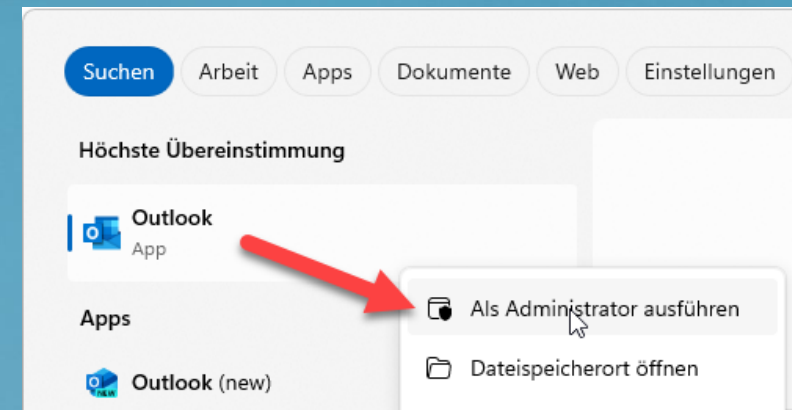 Suchen Arbeit Apps Dokumente Web Einstellungen
Höchste Übereinstimmung
Outlook
App
Als Administrator ausführen
Apps
Dateispeicherort öffnen
Outlook (new)